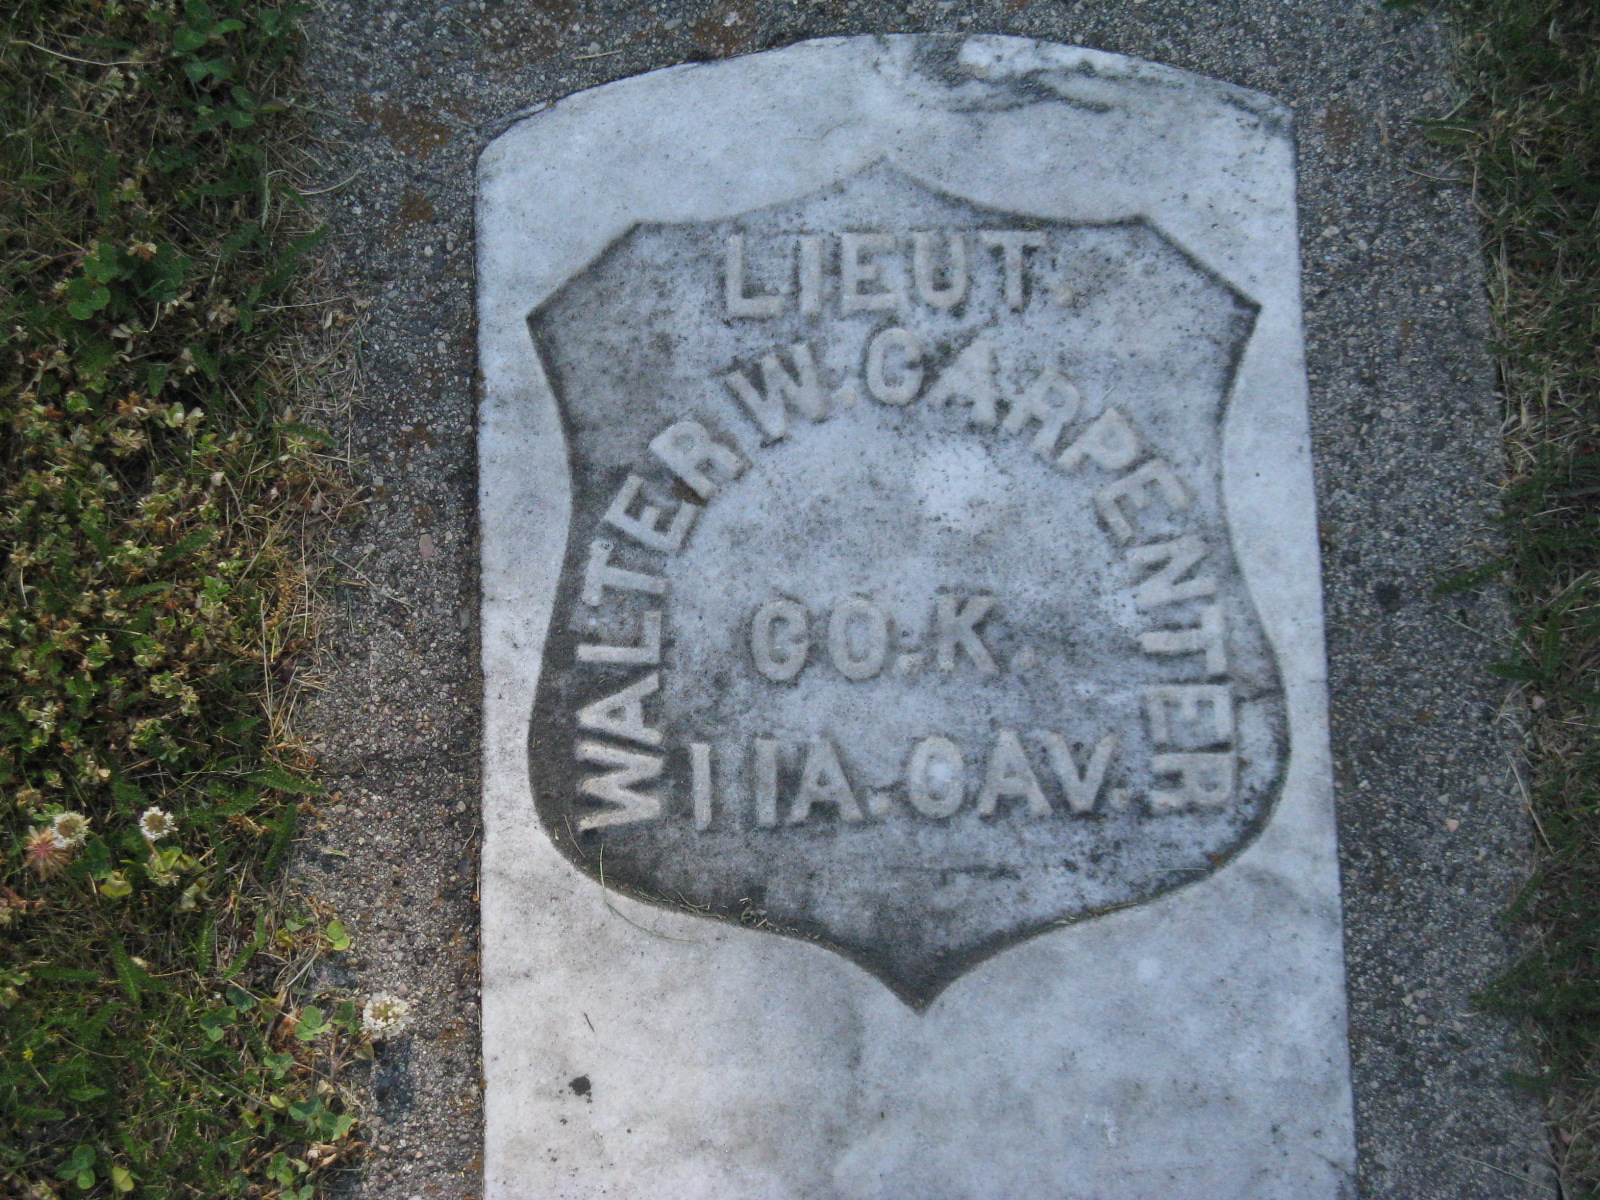 LIEUT.
WALTER W. CARPENTER
CO. K.
1 IA. CAV.